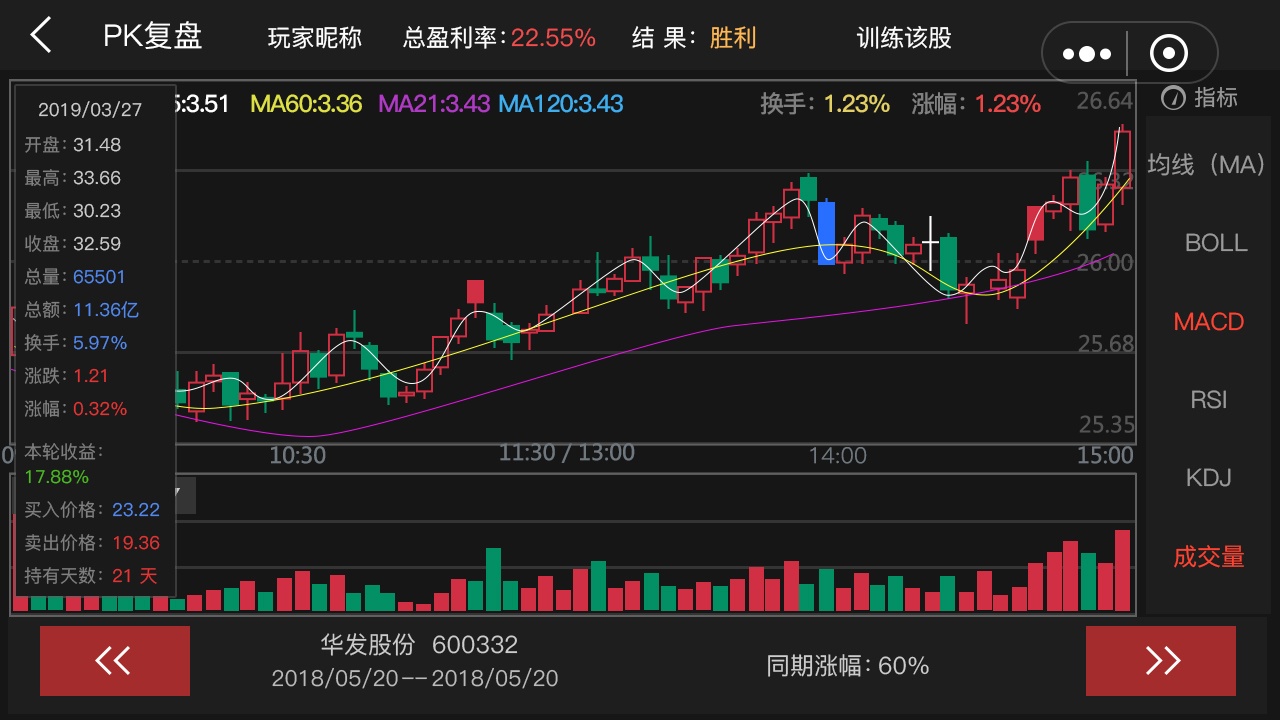 PK复盘 玩家昵称 总盈利率:22.55% 结 果: 胜利 训练该股
5:3.51 MA60:3.36 MA21:3.43 MA120:3.43 换手: 1.23% 涨幅: 1.23% 26.64
指标
2019/03/27
开盘: 31.48
最高: 33.66
最低: 30.23
收盘: 32.59
总量: 65501
总额: 11.36亿
换手: 5.97%
涨跌: 1.21
涨幅: 0.32%
本轮收益:
17.88%
买入价格: 23.22
卖出价格: 19.36
持有天数: 21 天
26.32
26.00
25.68
25.35
10:30 11:30 / 13:00 14:00 15:00
均线（MA）
BOLL
MACD
RSI
KDJ
成交量
华发股份 600332
2018/05/20--2018/05/20
同期涨幅: 60%